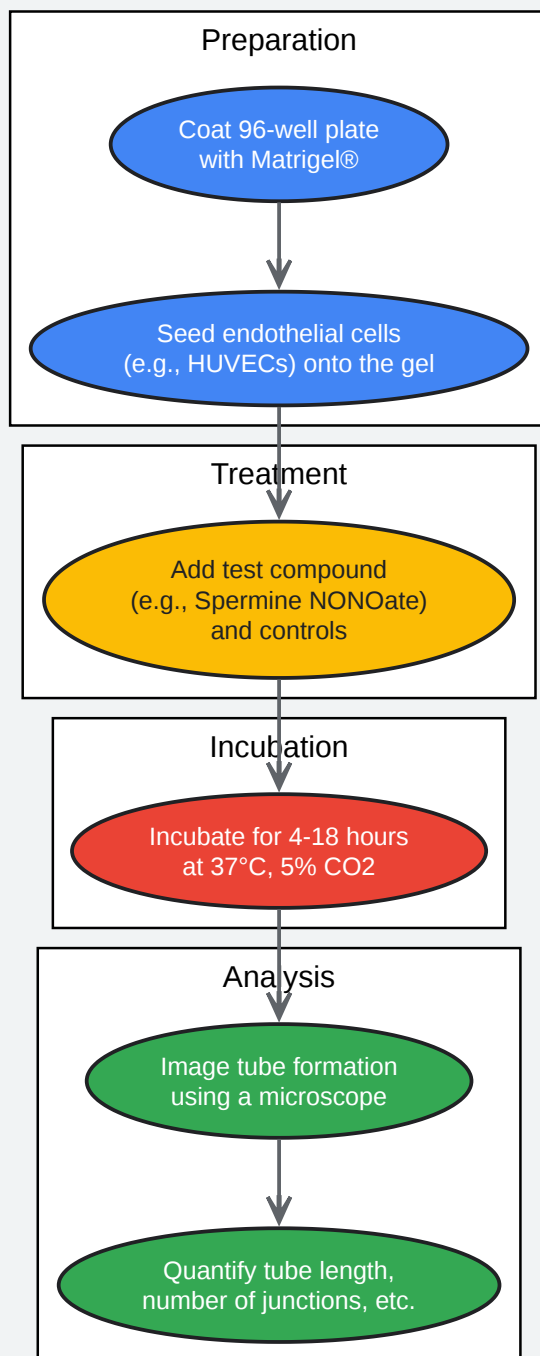 Preparation
Coat 96-well plate
with Matrigel®
Seed endothelial cells
(e.g., HUVECs) onto the gel
Treatment
Add test compound
(e.g., Spermine NONOate)
and controls
Incubation
Incubate for 4-18 hours
at 37°C, 5% CO2
Analysis
Image tube formation
using a microscope
Quantify tube length,
number of junctions, etc.